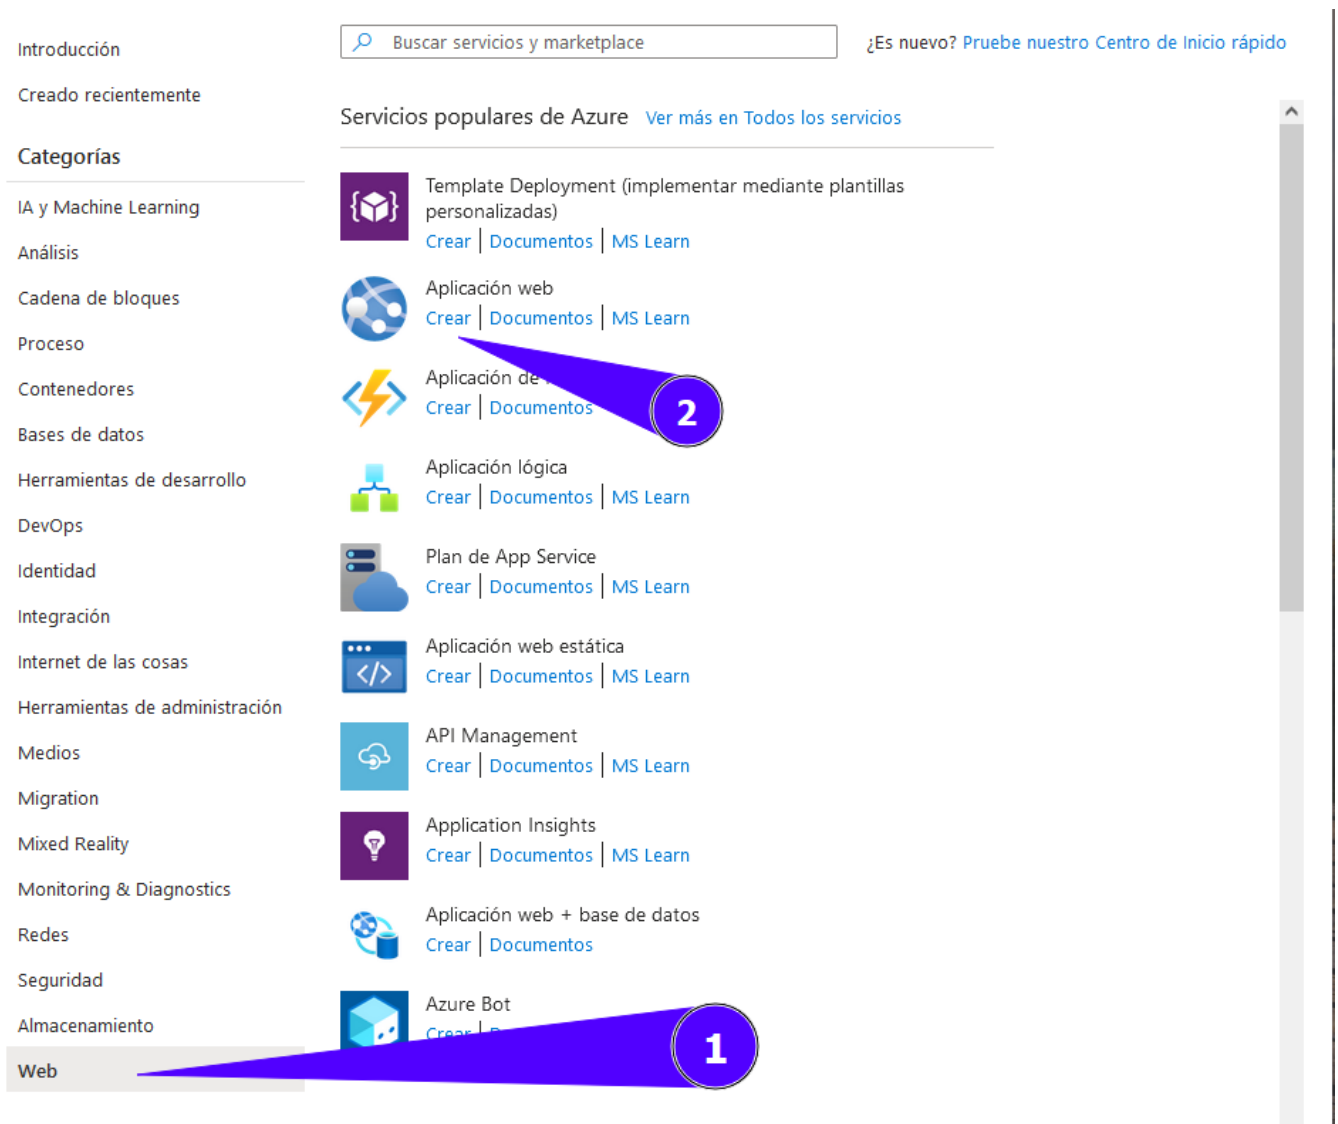 Introducción
Creado recientemente
Categorías
IA y Machine Learning
Análisis
Cadena de bloques
Proceso
Contenedores
Bases de datos
Herramientas de desarrollo
DevOps
Identidad
Integración
Internet de las cosas
Herramientas de administración
Medios
Migration
Mixed Reality
Monitoring & Diagnostics
Redes
Seguridad
Almacenamiento
Web
Buscar servicios y marketplace
¿Es nuevo? Pruebe nuestro Centro de Inicio rápido
Servicios populares de Azure Ver más en Todos los servicios
Template Deployment (implementar mediante plantillas
personalizadas)
Crear | Documentos | MS Learn
Aplicación web
Crear | Documentos | MS Learn
Aplicación de
Crear | Documentos
2
Aplicación lógica
Crear | Documentos | MS Learn
Plan de App Service
Crear | Documentos | MS Learn
Aplicación web estática
Crear | Documentos | MS Learn
API Management
Crear | Documentos | MS Learn
Application Insights
Crear | Documentos | MS Learn
Aplicación web + base de datos
Crear | Documentos
Azure Bot
Crear
1